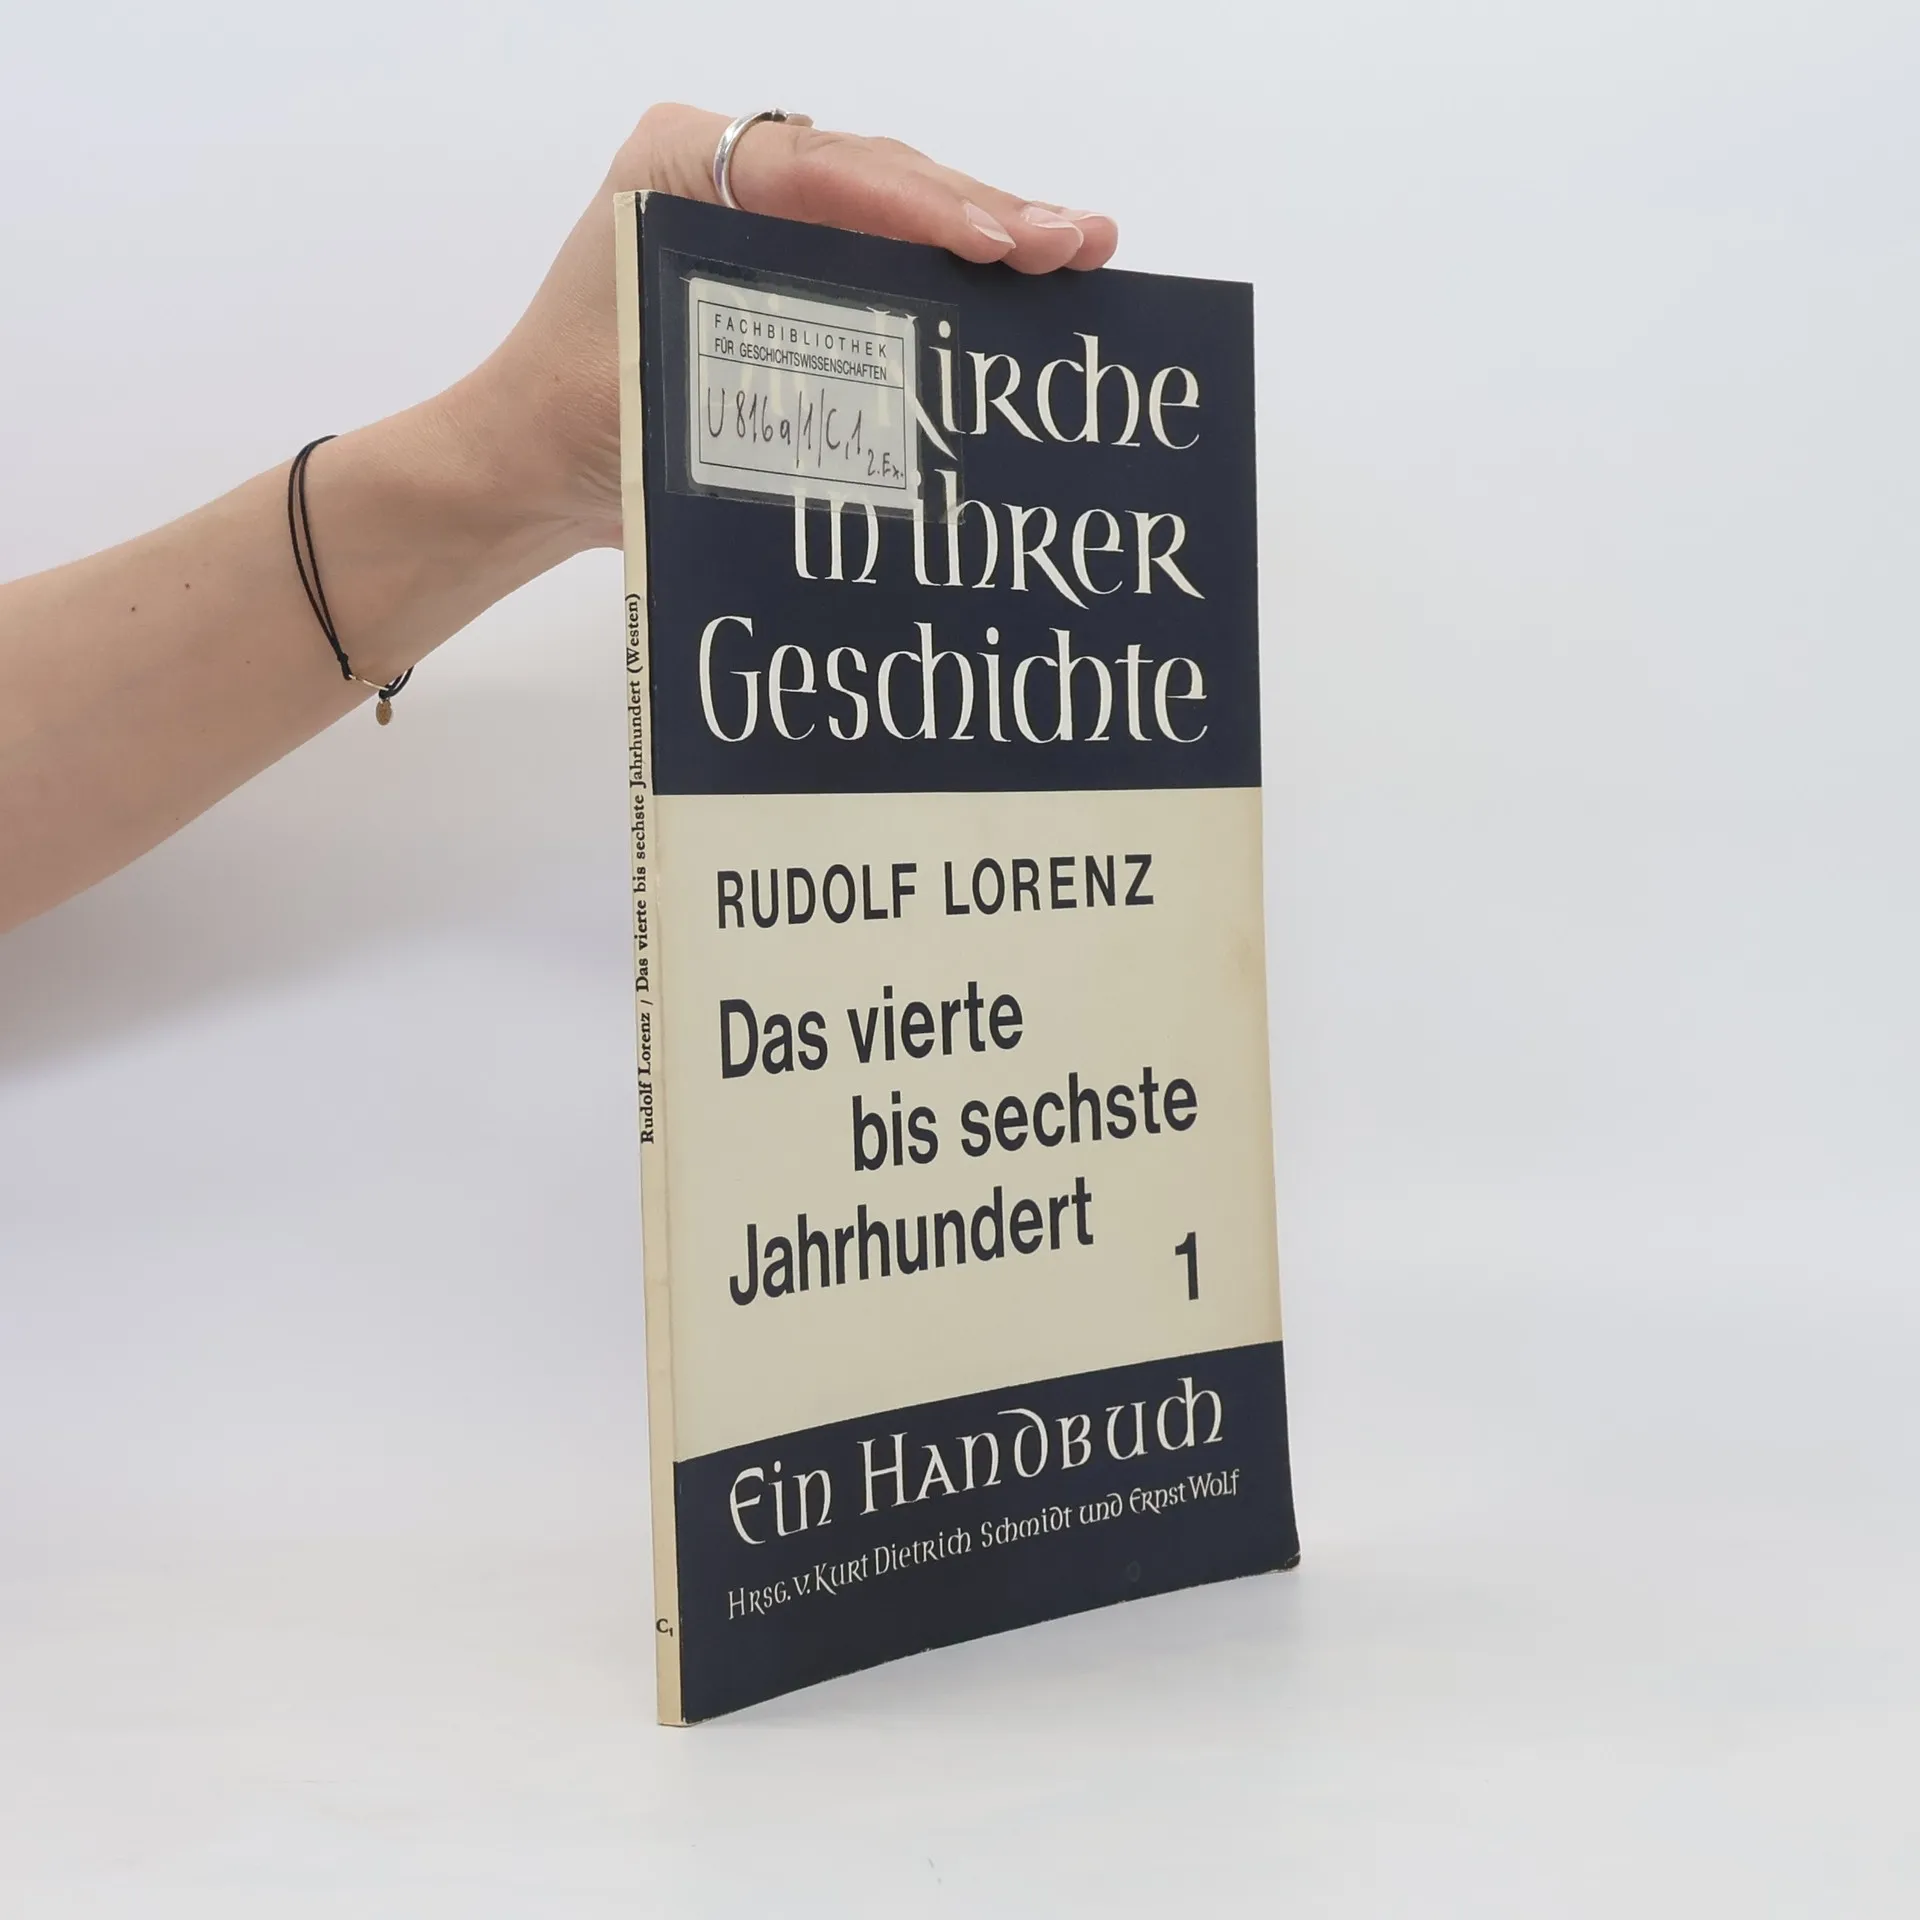 FACHBIBLIOTHEK
FÜR GESCHICHTSWISSENSCHAFTEN
U 816a/1/C,1
2. Ex.
Die Kirche
in ihrer
Geschichte
RUDOLF LORENZ
Das vierte
bis sechste
Jahrhundert
1
Ein Handbuch
Hrsg. v. Kurt Dietrich Schmidt und Ernst Wolf
Rudolf Lorenz / Das vierte bis sechste Jahrhundert (Westen)
C1